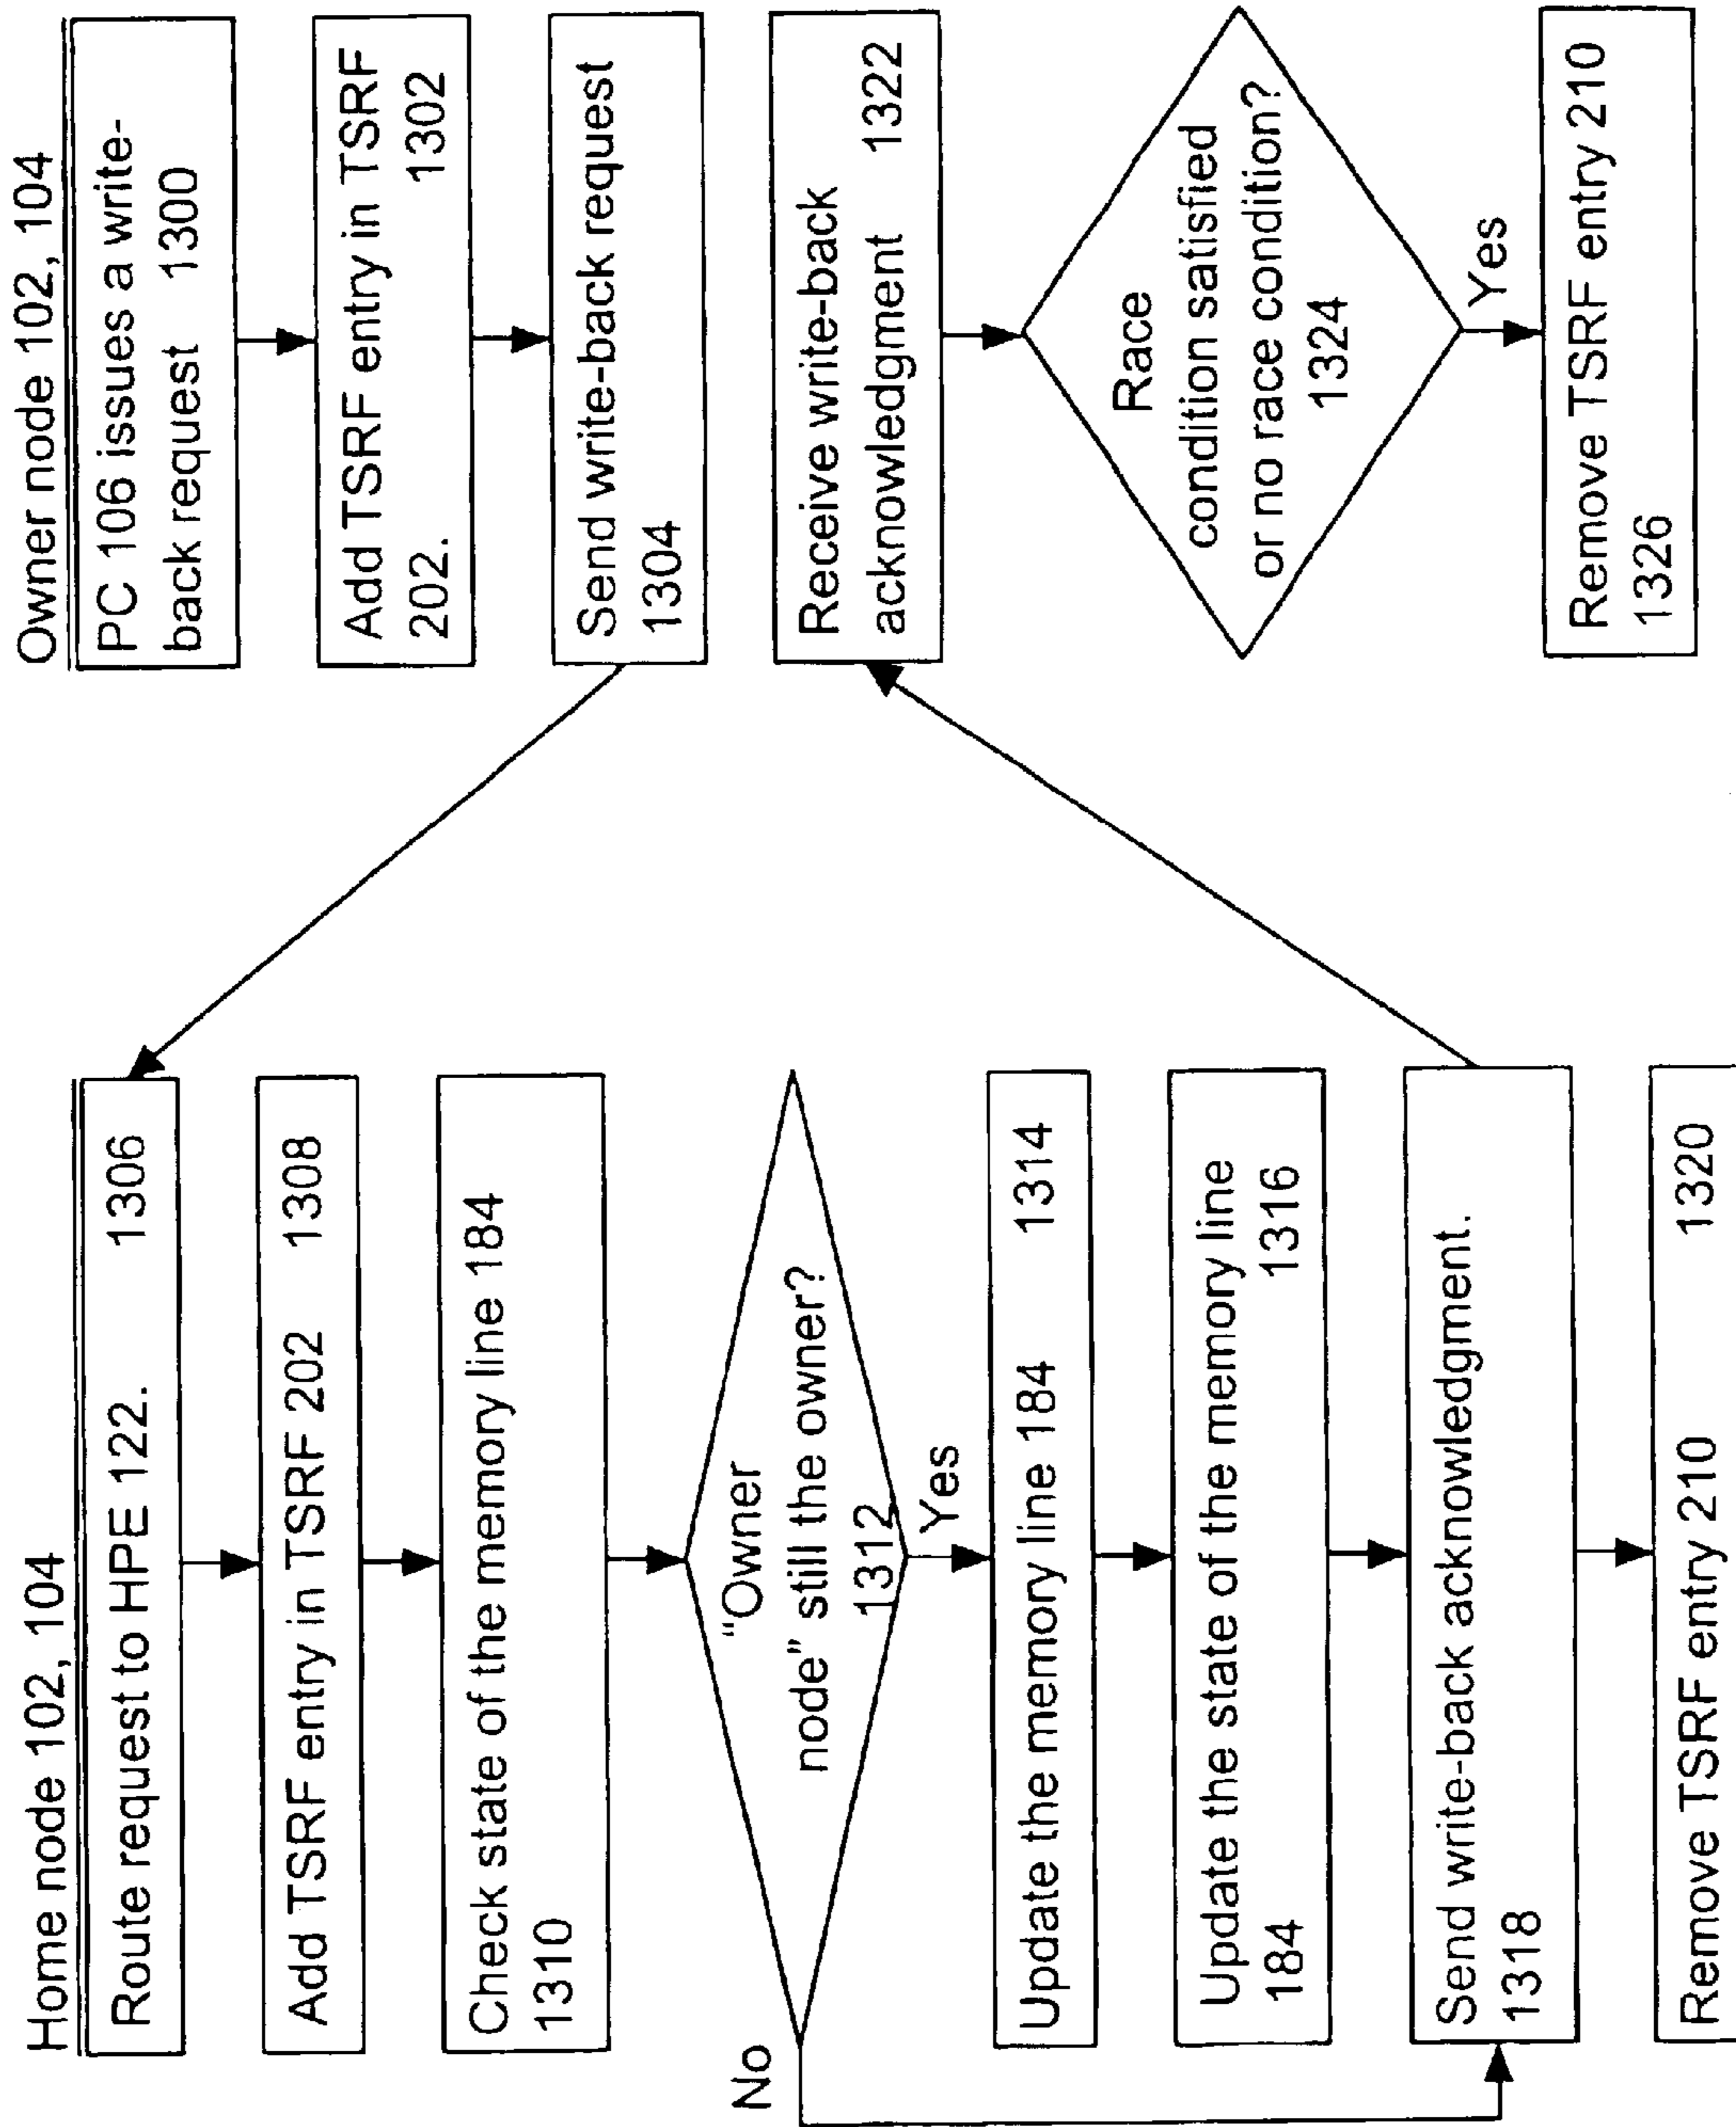 Home node 102, 104
Route request to HPE 122. 1306
Add TSRF entry in TSRF 202 1308
Check state of the memory line 184
1310
"Owner
node" still the owner?
1312
Yes
No
Update the memory line 184 1314
Update the state of the memory line
184 1316
Send write-back acknowledgment.
1318
Remove TSRF entry 210 1320
Owner node 102, 104
PC 106 issues a write-
back request 1300
Add TSRF entry in TSRF
202. 1302
Send write-back request
1304
Receive write-back
acknowledgment 1322
Race
condition satisfied
or no race condition?
1324
Yes
Remove TSRF entry 210
1326